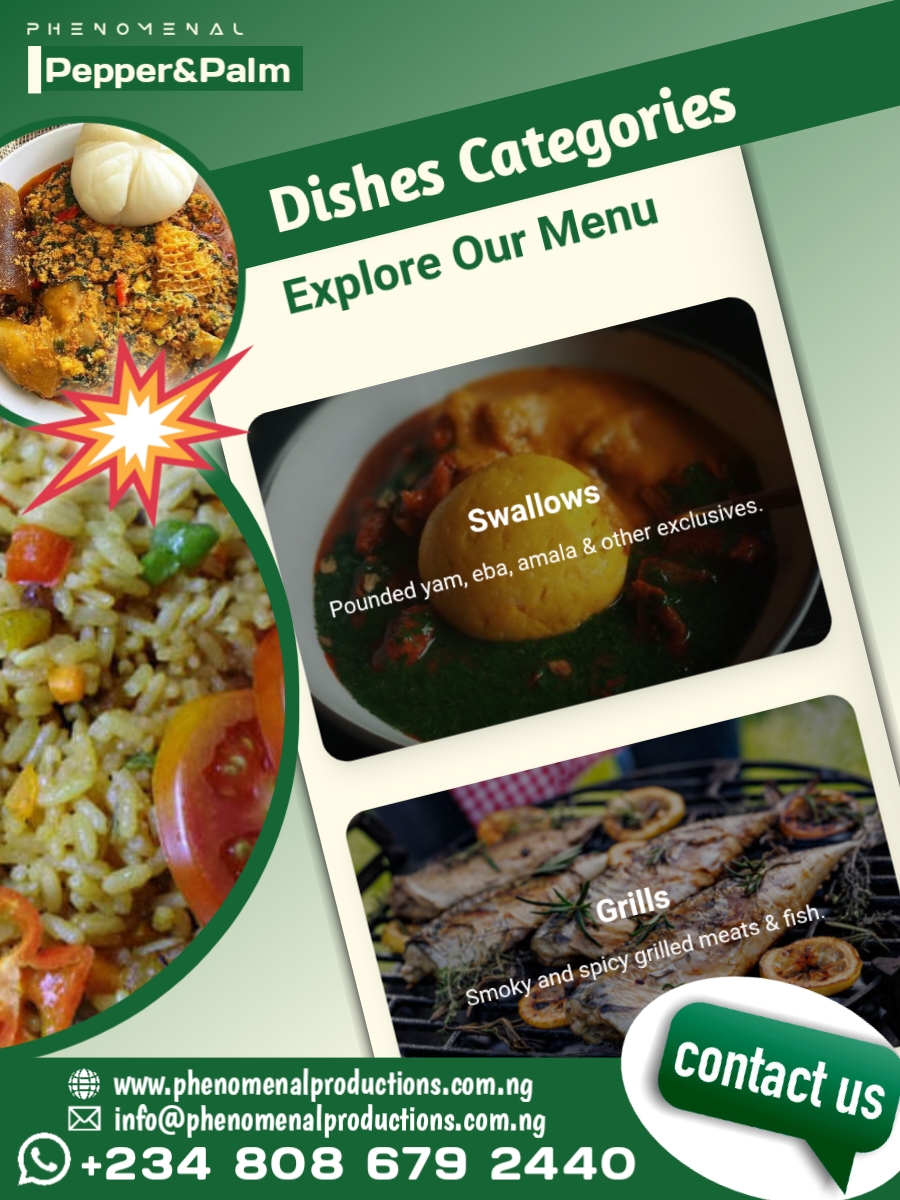 PHENOMENAL
Pepper&Palm
Dishes Categories
Explore Our Menu
Swallows
Pounded yam, eba, amala & other exclusives.
Grills
Smoky and spicy grilled meats & fish.
contact us
www.phenomenalproductions.com.ng
info@phenomenalproductions.com.ng
+234 808 679 2440